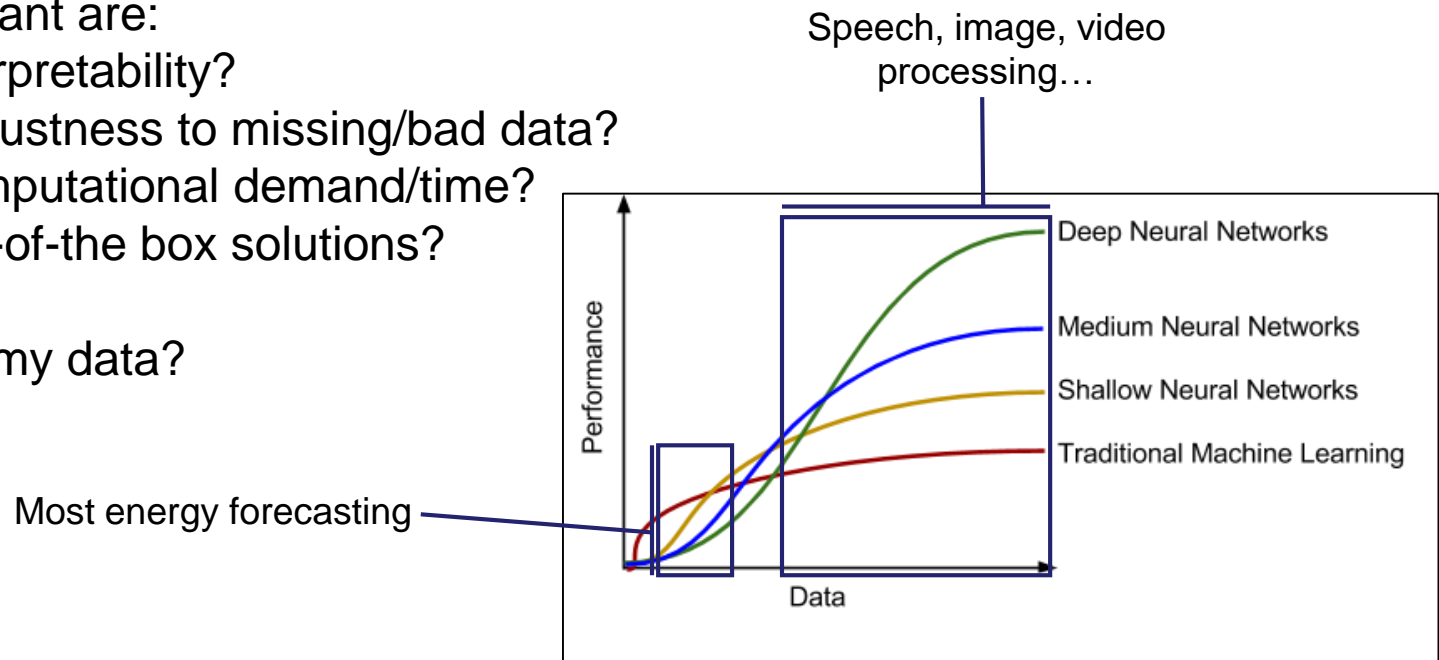 ant are:
rpretability?
ustness to missing/bad data?
nputational demand/time?
-of-the box solutions?
my data?
Speech, image, video
processing…
Deep Neural Networks
Medium Neural Networks
Shallow Neural Networks
Traditional Machine Learning
Performance
Most energy forecasting
Data